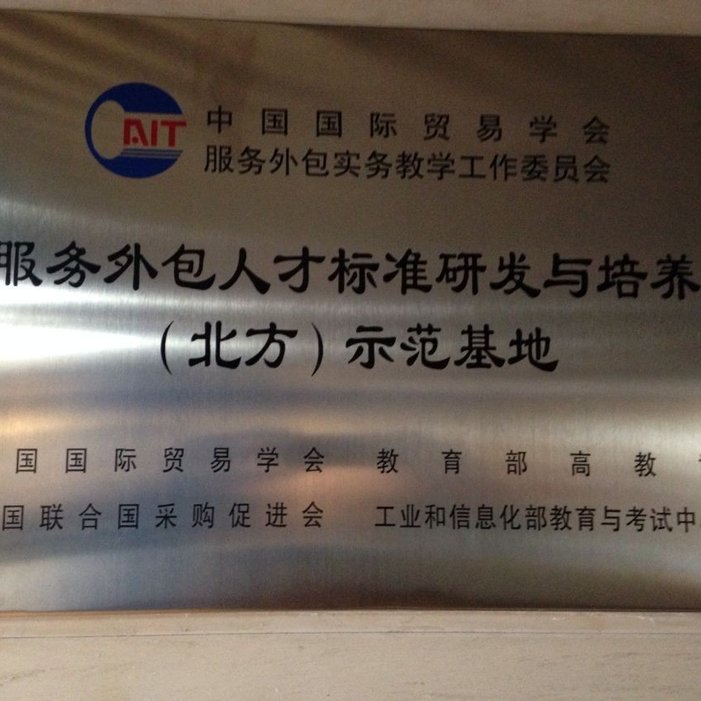 AIT 中国国际贸易学会
服务外包实务教学工作委员会
服务外包人才标准研发与培养
（北方）示范基地
国国际贸易学会 教育部高教
国联合国采购促进会 工业和信息化部教育与考试中